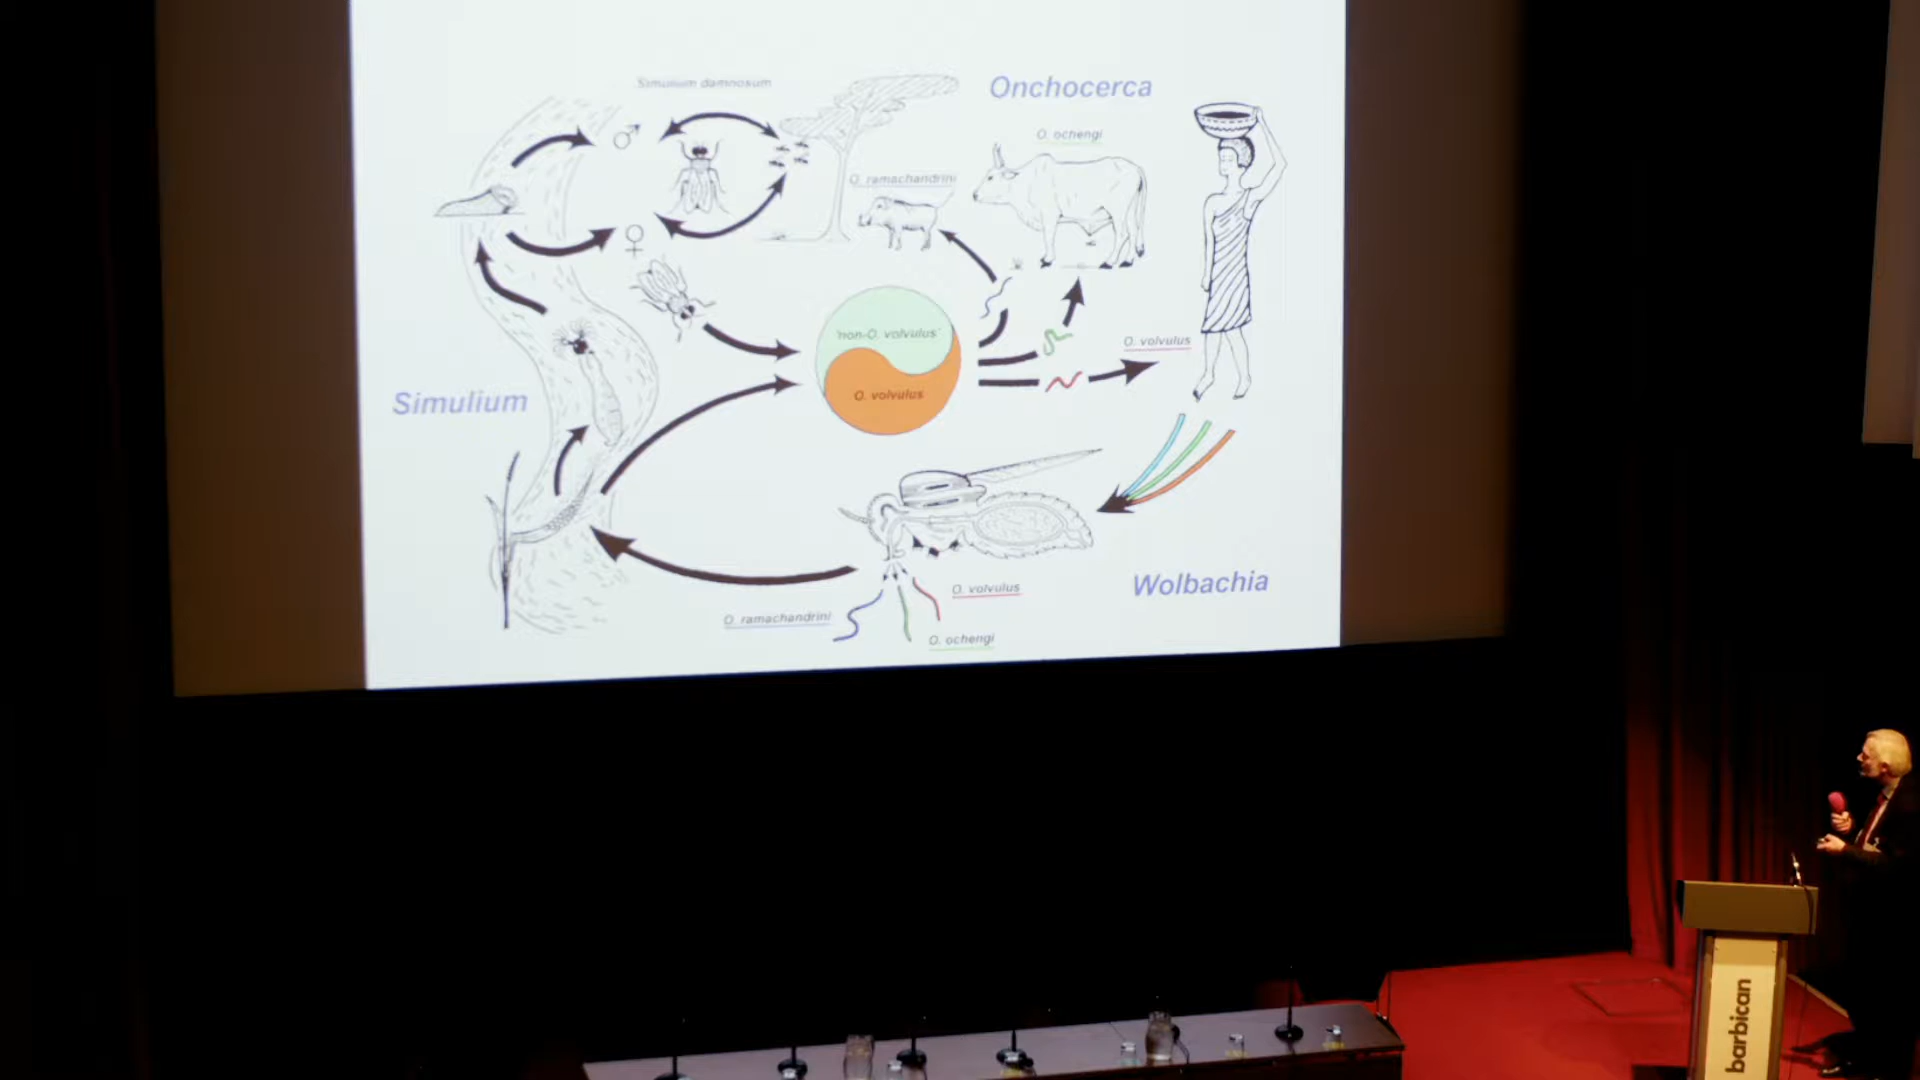 Simulium damnosum
Onchocerca
O. ochengi
O. ramachandrini
'non-O. volvulus'
O. volvulus
O. volvulus
Simulium
O. volvulus
Wolbachia
O. ramachandrini
O. ochengi
barbican